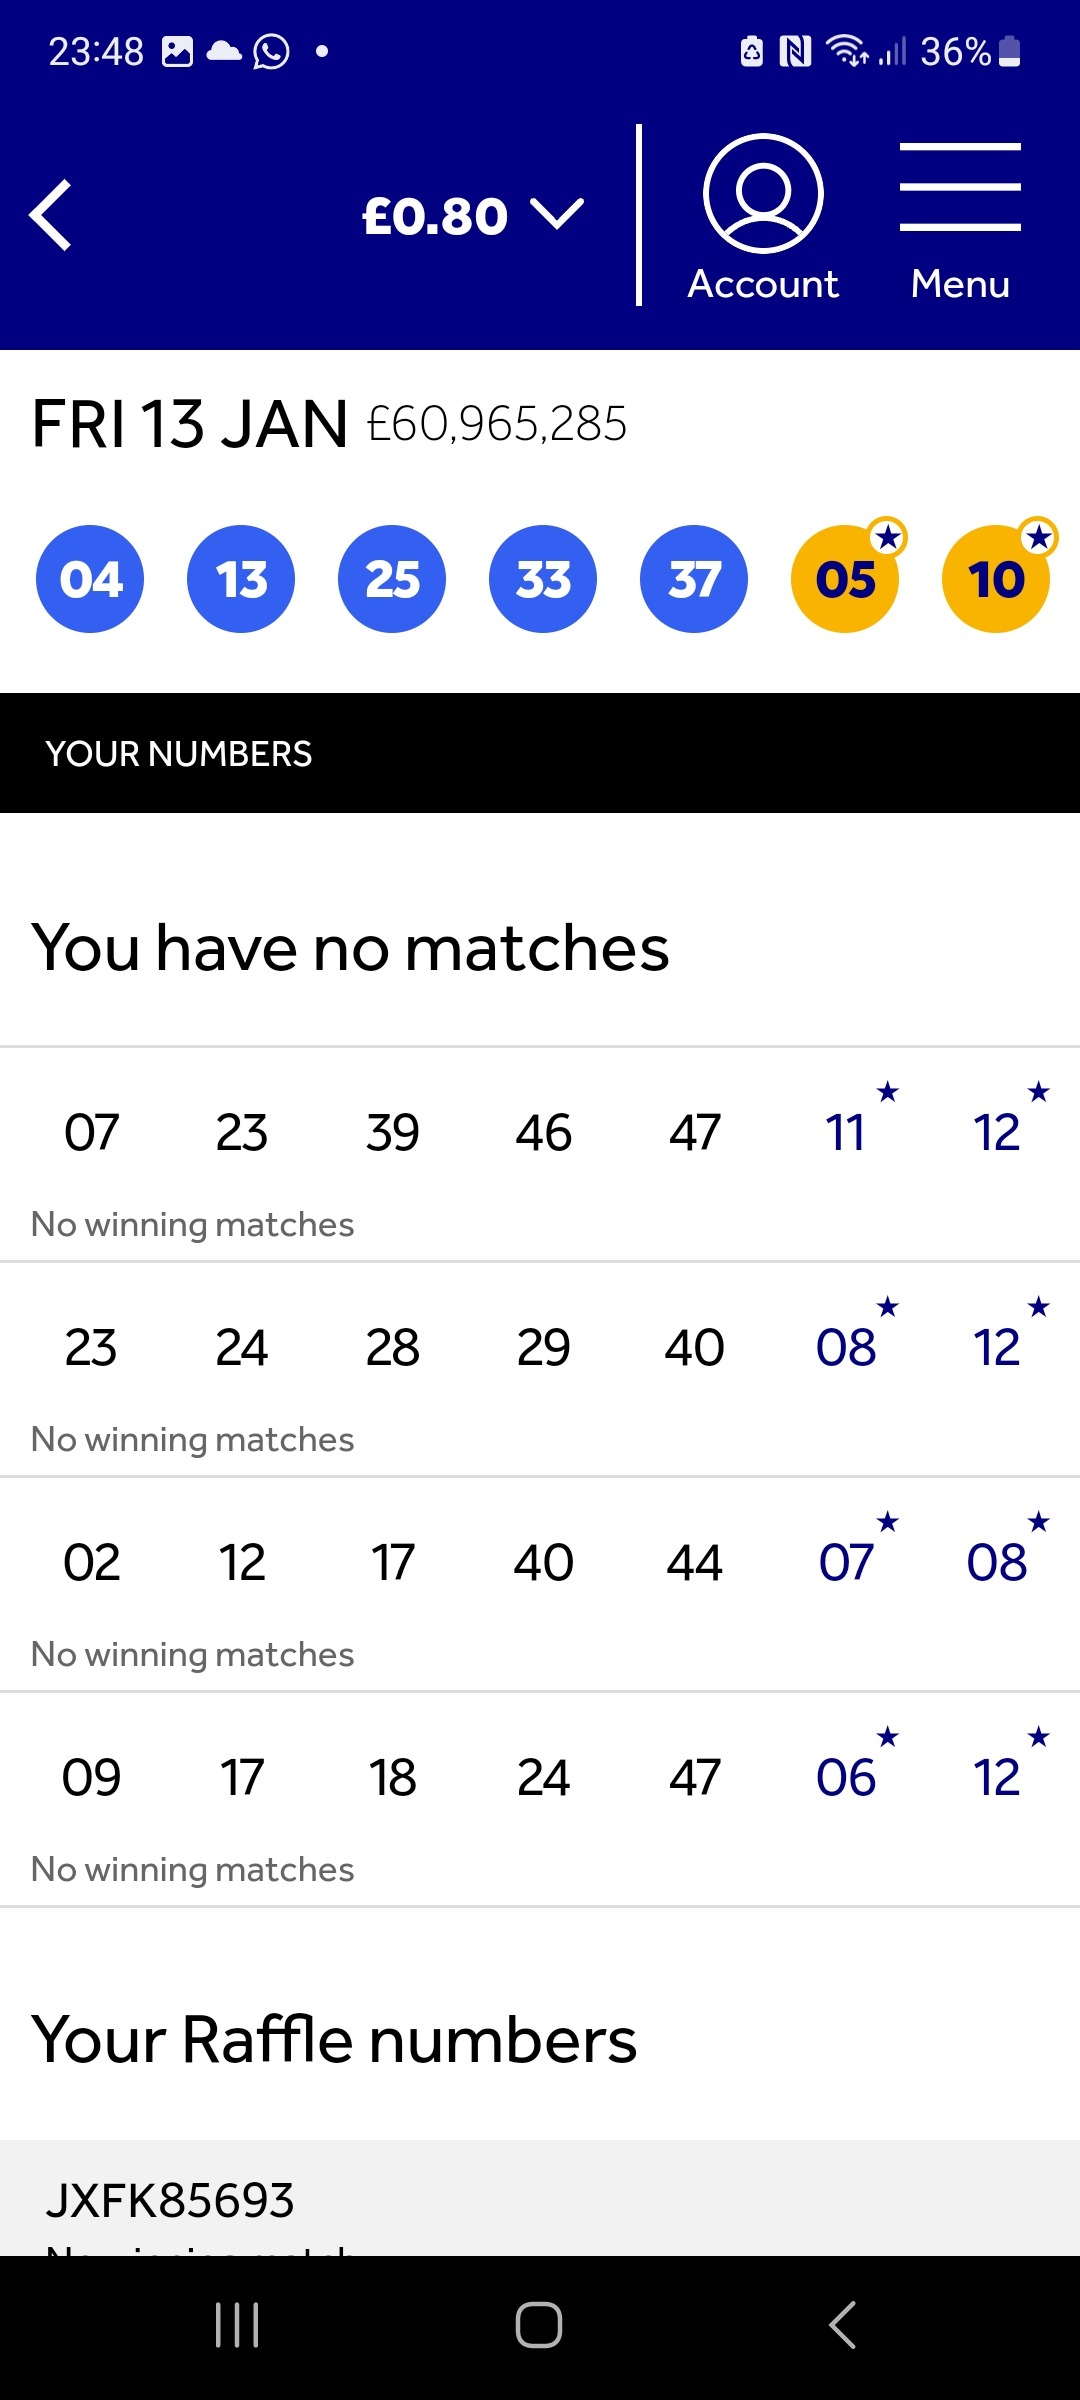 23:48 36%
£0.80
Account Menu
FRI 13 JAN £60,965,285
04 13 25 33 37 05 10
YOUR NUMBERS
You have no matches
07 23 39 46 47 11 12
No winning matches
23 24 28 29 40 08 12
No winning matches
02 12 17 40 44 07 08
No winning matches
09 17 18 24 47 06 12
No winning matches
Your Raffle numbers
JXFK85693